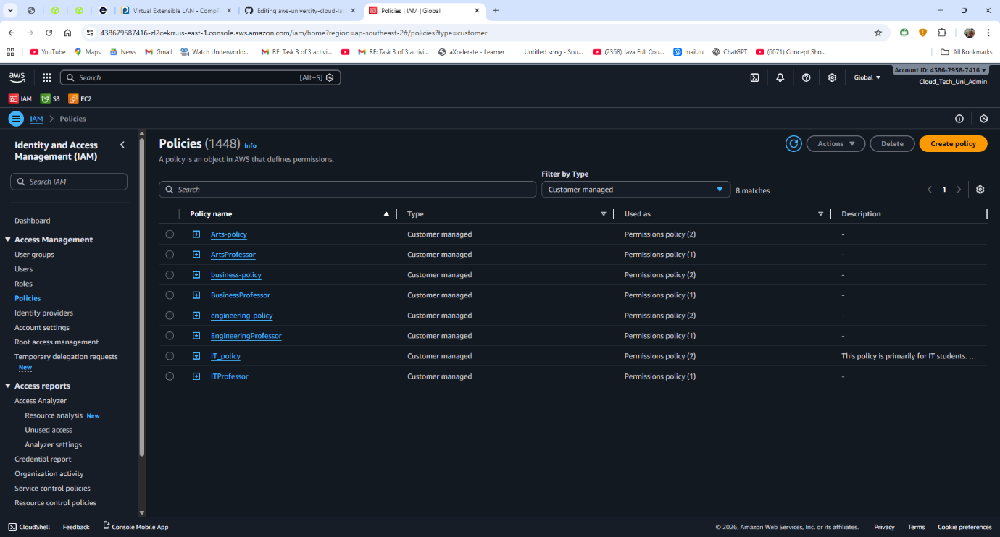 Virtual Extensible LAN - CompT
Editing aws-university-cloud-la
Policies | IAM | Global
438679587416-zl2cekrr.us-east-1.console.aws.amazon.com/iam/home?region=ap-southeast-2#/policies?type=customer
YouTube
Maps
News
Gmail
Watch Underworld:...
RE: Task 3 of 3 activi...
RE: Task 3 of 3 activi...
aXcelerate - Learner
Untitled song - Sou...
(2368) Java Full Cou...
mail.ru
ChatGPT
(6071) Concept Sho...
All Bookmarks
aws
Search
[Alt+S]
Global
Account ID: 4386-7958-7416
Cloud_Tech_Uni_Admin
IAM
S3
EC2
IAM
Policies
Identity and Access
Management (IAM)
Search IAM
Dashboard
Access Management
User groups
Users
Roles
Policies
Identity providers
Account settings
Root access management
Temporary delegation requests
New
Access reports
Access Analyzer
Resource analysis New
Unused access
Analyzer settings
Credential report
Organization activity
Service control policies
Resource control policies
Policies (1448) Info
A policy is an object in AWS that defines permissions.
Actions
Delete
Create policy
Filter by Type
Search
Customer managed
8 matches
1
Policy name Type Used as Description
Arts-policy Customer managed Permissions policy (2) -
ArtsProfessor Customer managed Permissions policy (1) -
business-policy Customer managed Permissions policy (2) -
BusinessProfessor Customer managed Permissions policy (1) -
engineering-policy Customer managed Permissions policy (2) -
EngineeringProfessor Customer managed Permissions policy (1) -
IT_policy Customer managed Permissions policy (2) This policy is primarily for IT students. ...
ITProfessor Customer managed Permissions policy (1) -
CloudShell
Feedback
Console Mobile App
© 2026, Amazon Web Services, Inc. or its affiliates.
Privacy
Terms
Cookie preferences